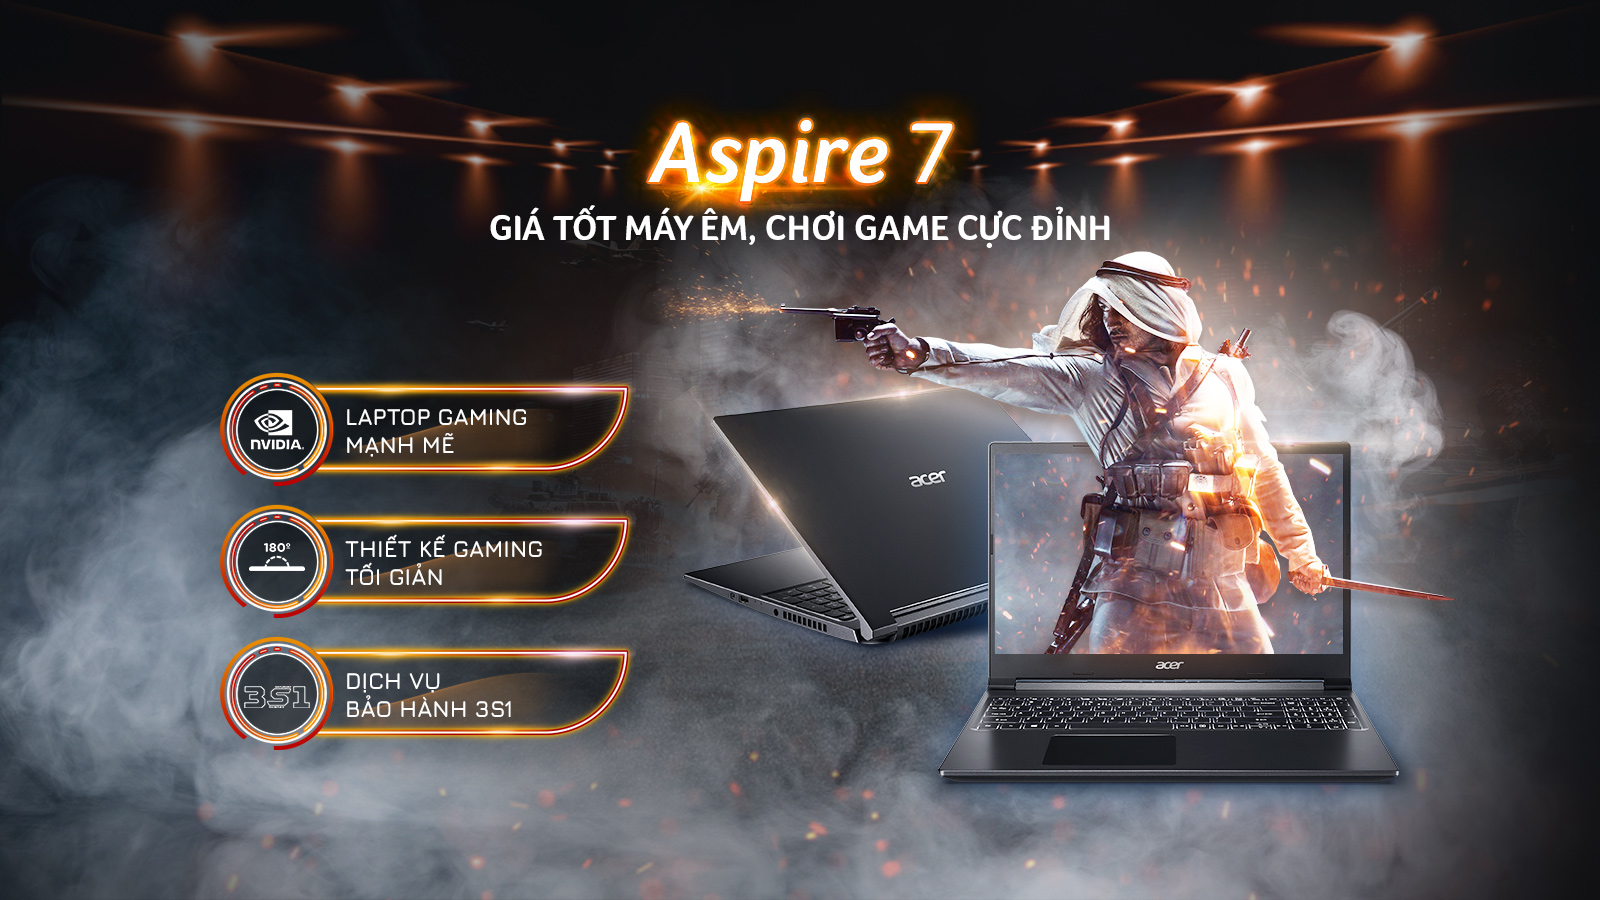 Aspire 7
GIÁ TỐT MÁY ÊM, CHƠI GAME CỰC ĐỈNH
NVIDIA.
LAPTOP GAMING
MẠNH MẼ
180º
THIẾT KẾ GAMING
TỐI GIẢN
3S1
DỊCH VỤ
BẢO HÀNH 3S1
acer
acer